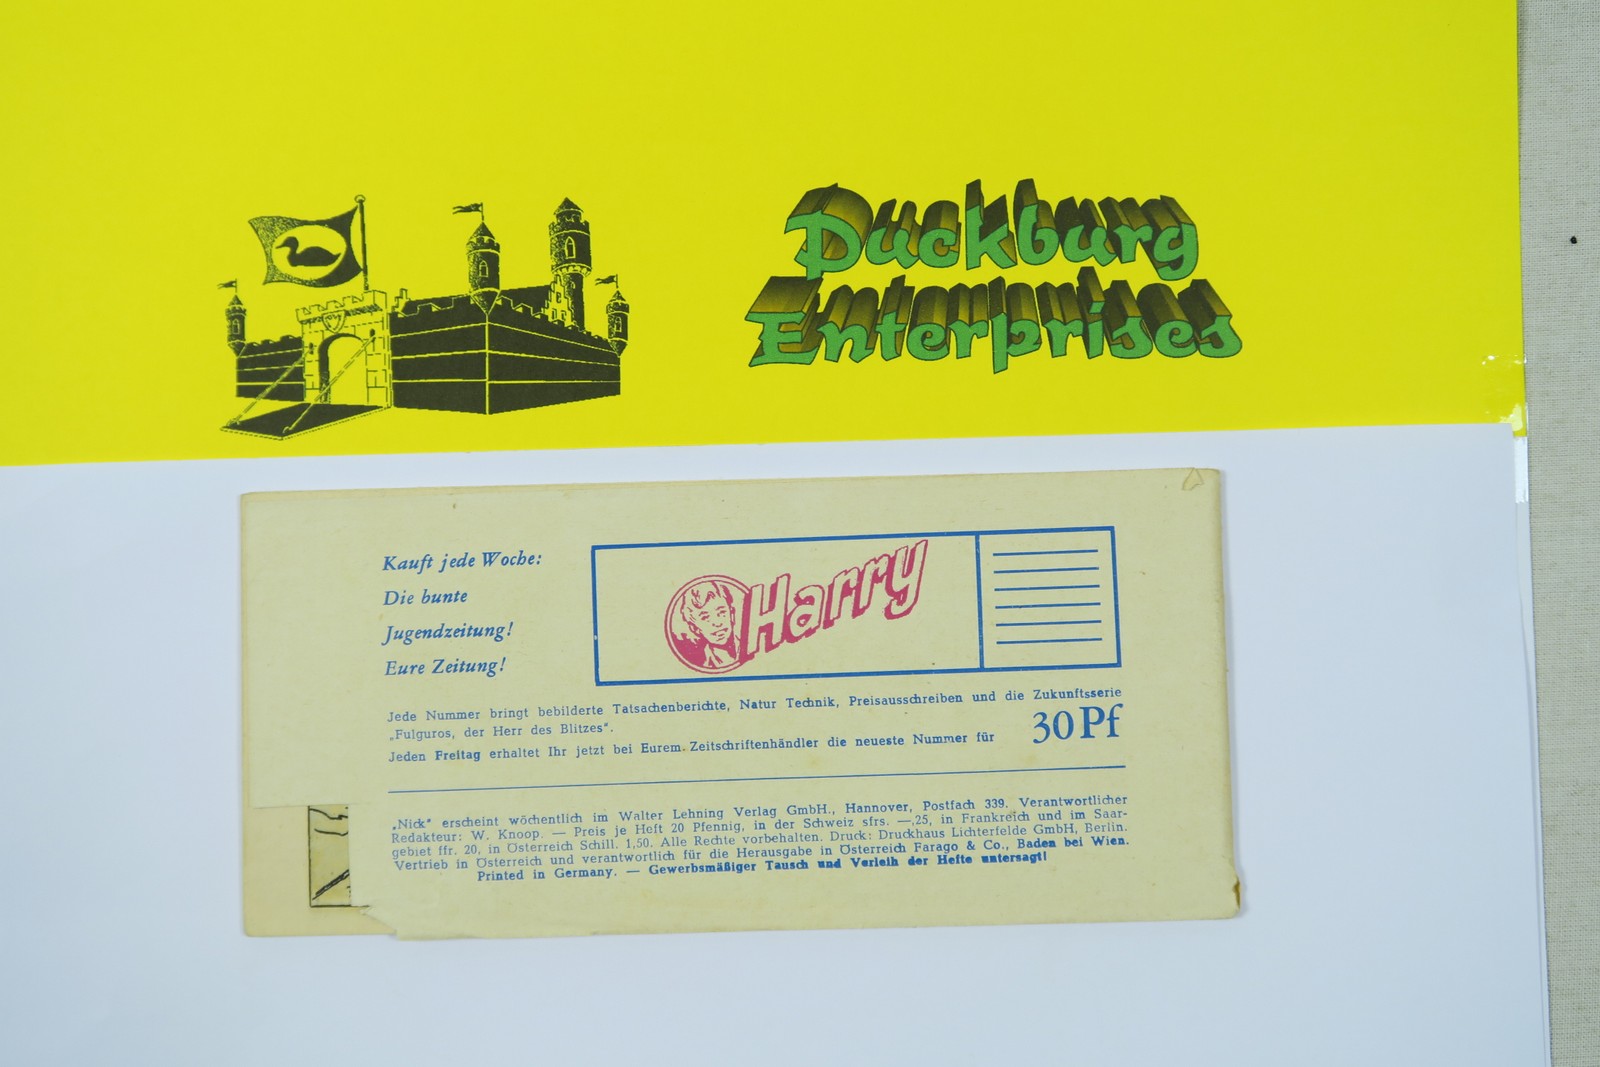 Duckburg
Enterprises
Kauft jede Woche:
Die bunte
Jugendzeitung!
Eure Zeitung!
Harry
Jede Nummer bringt bebilderte Tatsachenberichte, Natur Technik, Preisausschreiben und die Zukunftsserie
„Fulguros, der Herr des Blitzes“.
Jeden Freitag erhaltet Ihr jetzt bei Eurem Zeitschriftenhändler die neueste Nummer für
30 Pf
„Nick“ erscheint wöchentlich im Walter Lehning Verlag GmbH., Hannover, Postfach 339. Verantwortlicher
Redakteur: W. Knoop. — Preis je Heft 20 Pfennig, in der Schweiz sfrs. —,25, in Frankreich und im Saar-
gebiet ffr. 20, in Österreich Schill. 1,50. Alle Rechte vorbehalten. Druck: Druckhaus Lichterfelde GmbH, Berlin.
Vertrieb in Österreich und verantwortlich für die Herausgabe in Österreich Farago & Co., Baden bei Wien.
Printed in Germany. — Gewerbsmäßiger Tausch und Verleih der Hefte untersagt!